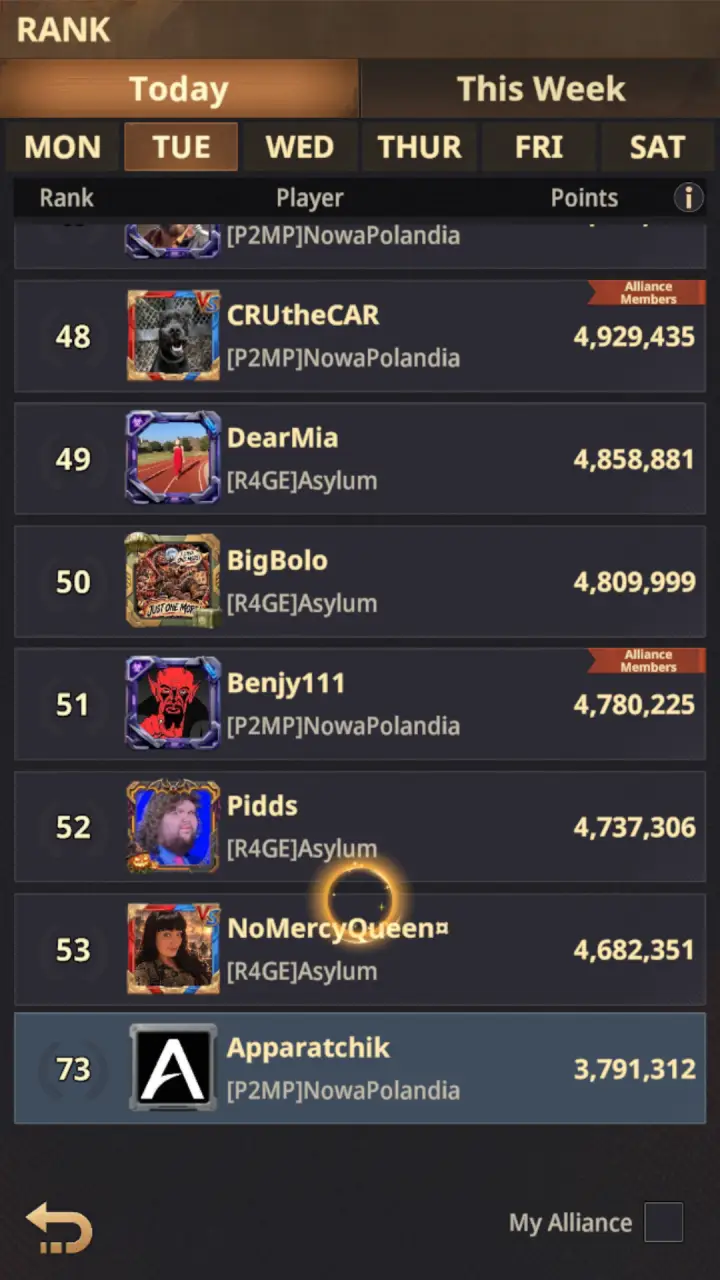 RANK
Today
This Week
MON
TUE
WED
THUR
FRI
SAT
Rank
Player
Points
[P2MP]NowaPolandia
48
CRUtheCAR
[P2MP]NowaPolandia
Alliance
Members
4,929,435
49
DearMia
[R4GE]Asylum
4,858,881
50
JUST ONE MOR
BigBolo
[R4GE]Asylum
4,809,999
51
Benjy111
[P2MP]NowaPolandia
Alliance
Members
4,780,225
52
Pidds
[R4GE]Asylum
4,737,306
53
NoMercyQueen¤
[R4GE]Asylum
4,682,351
73
Apparatchik
[P2MP]NowaPolandia
3,791,312
My Alliance